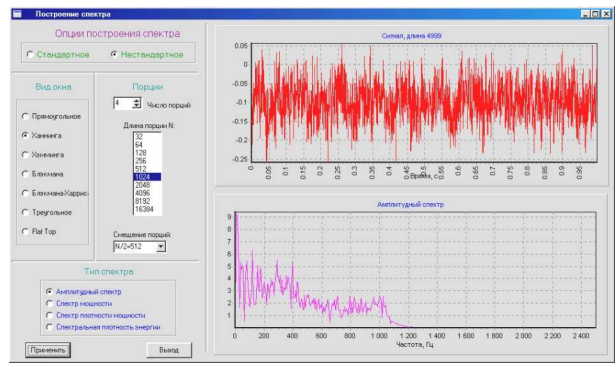 Построение спектра
Опции построения спектра
Стандартное
Нестандартное
Вид окна
Прямоугольное
Ханнинга
Хэмминга
Блэкмана
Блэкмана-Харрис.
Треугольное
Flat Top
Порции
4
Число порций
Длина порции N:
32
64
128
256
512
1024
2048
4096
8192
16384
Смещение порций:
N/2=512
Тип спектра
Амплитудный спектр
Спектр мощности
Спектр плотности мощности
Спектральная плотность энергии
Применить
Выход
Сигнал, длина 4999
0.05
0
-0.05
-0.1
-0.15
-0.2
-0.25
0 0.05 0.1 0.15 0.2 0.25 0.3 0.35 0.4 0.45 0.5 0.55 0.6 0.65 0.7 0.75 0.8 0.85 0.9 0.95
Время, с
Амплитудный спектр
9
8
7
6
5
4
3
2
1
0 200 400 600 800 1 000 1 200 1 400 1 600 1 800 2 000 2 200 2 400
Частота, Гц